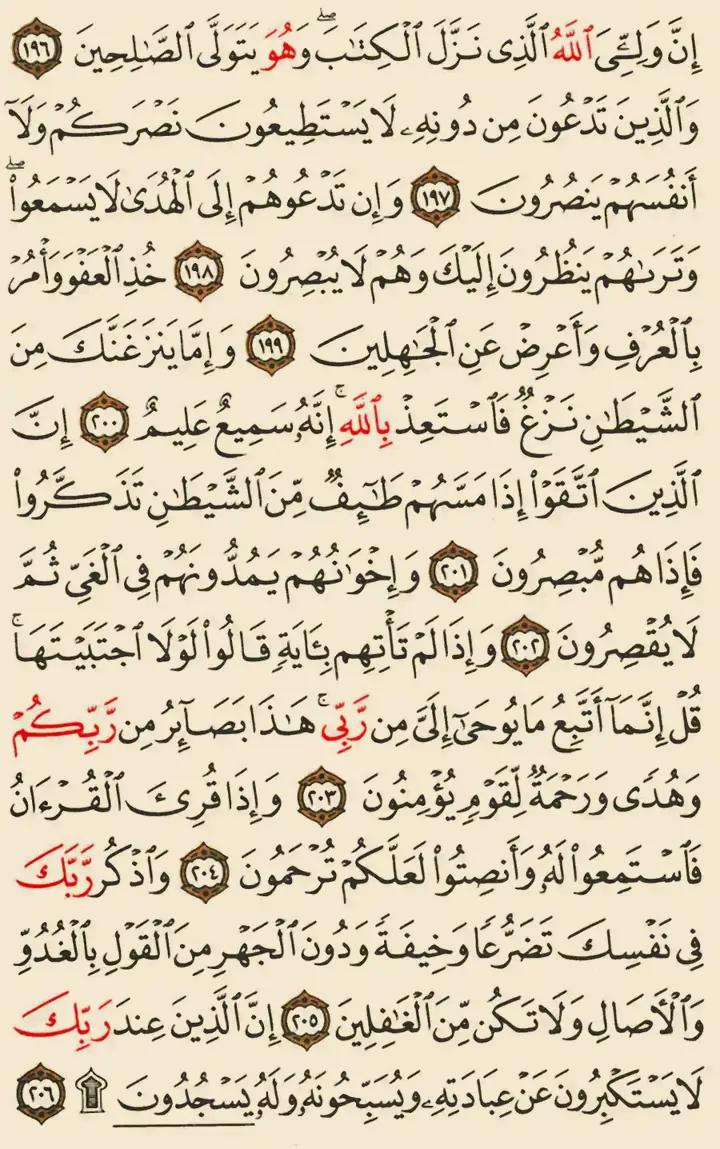 إِنَّ وَلِـِّۧيَ ٱللَّهُ ٱلَّذِى نَزَّلَ ٱلْكِتَـٰبَ ۖ وَهُوَ يَتَوَلَّى ٱلصَّـٰلِحِينَ ١٩٦
وَٱلَّذِينَ تَدْعُونَ مِن دُونِهِۦ لَا يَسْتَطِيعُونَ نَصْرَكُمْ وَلَآ
أَنفُسَهُمْ يَنصُرُونَ ١٩٧ وَإِن تَدْعُوهُمْ إِلَى ٱلْهُدَىٰ لَا يَسْمَعُوا۟ ۖ
وَتَرَىٰهُمْ يَنظُرُونَ إِلَيْكَ وَهُمْ لَا يُبْصِرُونَ ١٩٨ خُذِ ٱلْعَفْوَ وَأْمُرْ
بِٱلْعُرْفِ وَأَعْرِضْ عَنِ ٱلْجَـٰهِلِينَ ١٩٩ وَإِمَّا يَنزَغَنَّكَ مِنَ
ٱلشَّيْطَـٰنِ نَزْغٌ فَٱسْتَعِذْ بِٱللَّهِ ۚ إِنَّهُۥ سَمِيعٌ عَلِيمٌ ٢٠٠ إِنَّ
ٱلَّذِينَ ٱتَّقَوْا۟ إِذَا مَسَّهُمْ طَـٰٓئِفٌ مِّنَ ٱلشَّيْطَـٰنِ تَذَكَّرُوا۟
فَإِذَا هُم مُّبْصِرُونَ ٢٠١ وَإِخْوَٰنُهُمْ يَمُدُّونَهُمْ فِى ٱلْغَىِّ ثُمَّ
لَا يُقْصِرُونَ ٢٠٢ وَإِذَا لَمْ تَأْتِهِم بِـَٔايَةٍ قَالُوا۟ لَوْلَا ٱجْتَبَيْتَهَا ۚ
قُلْ إِنَّمَآ أَتَّبِعُ مَا يُوحَىٰٓ إِلَىَّ مِن رَّبِّى ۚ هَـٰذَا بَصَآئِرُ مِن رَّبِّكُمْ
وَهُدًى وَرَحْمَةٌ لِّقَوْمٍ يُؤْمِنُونَ ٢٠٣ وَإِذَا قُرِئَ ٱلْقُرْءَانُ
فَٱسْتَمِعُوا۟ لَهُۥ وَأَنصِتُوا۟ لَعَلَّكُمْ تُرْحَمُونَ ٢٠٤ وَٱذْكُر رَّبَّكَ
فِى نَفْسِكَ تَضَرُّعًا وَخِيفَةً وَدُونَ ٱلْجَهْرِ مِنَ ٱلْقَوْلِ بِٱلْغُدُوِّ
وَٱلْـَٔاصَالِ وَلَا تَكُن مِّنَ ٱلْغَـٰفِلِينَ ٢٠٥ إِنَّ ٱلَّذِينَ عِندَ رَبِّكَ
لَا يَسْتَكْبِرُونَ عَنْ عِبَادَتِهِۦ وَيُسَبِّحُونَهُۥ وَلَهُۥ يَسْجُدُونَ ۩ ٢٠٦